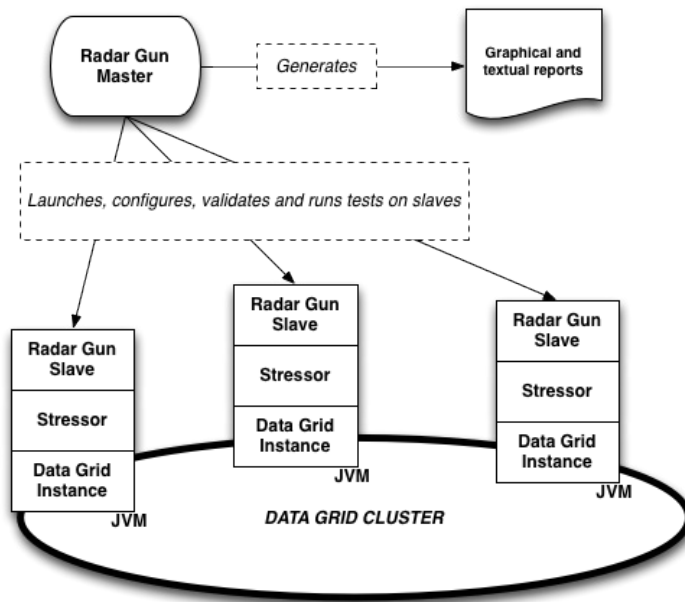 Radar Gun
Master
Generates
Graphical and
textual reports
Launches, configures, validates and runs tests on slaves
Radar Gun
Slave
Stressor
Data Grid
Instance
JVM
Radar Gun
Slave
Stressor
Data Grid
Instance
JVM
Radar Gun
Slave
Stressor
Data Grid
Instance
JVM
DATA GRID CLUSTER